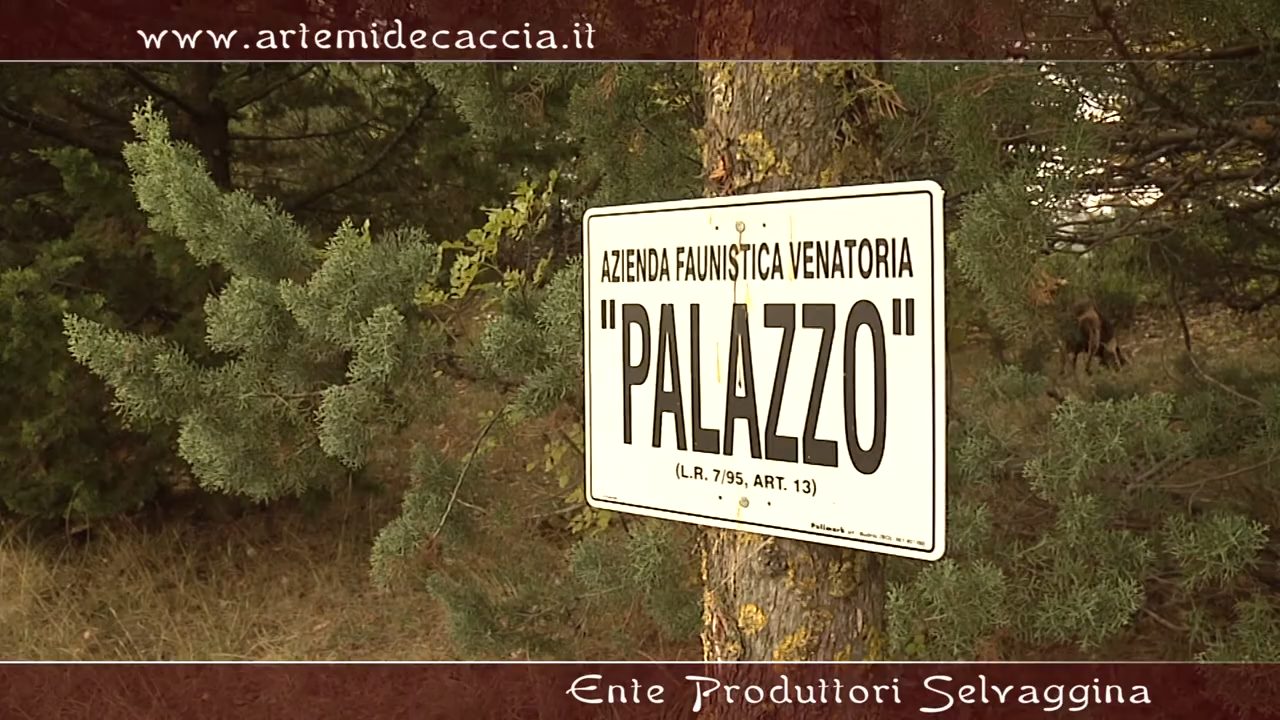 www.artemidecaccia.it
AZIENDA FAUNISTICA VENATORIA
"PALAZZO"
(L.R. 7/95, ART. 13)
Ente Produttori Selvaggina